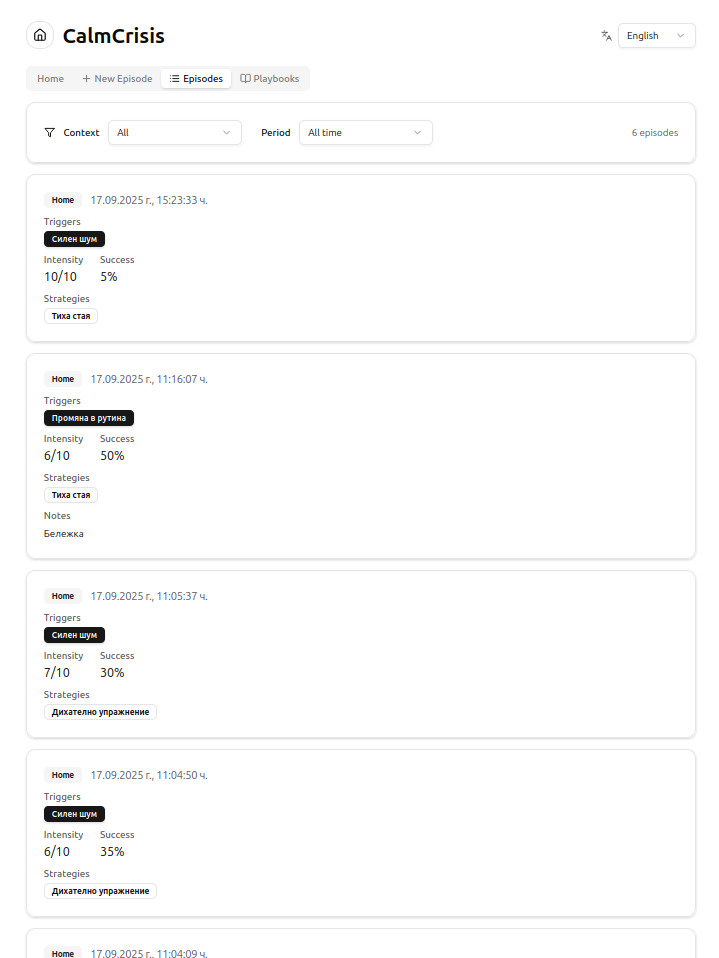 CalmCrisis
English
Home
New Episode
Episodes
Playbooks
Context
All
Period
All time
6 episodes
Home 17.09.2025 г., 15:23:33 ч.
Triggers
Силен шум
Intensity Success
10/10 5%
Strategies
Тиха стая
Home 17.09.2025 г., 11:16:07 ч.
Triggers
Промяна в рутина
Intensity Success
6/10 50%
Strategies
Тиха стая
Notes
Бележка
Home 17.09.2025 г., 11:05:37 ч.
Triggers
Силен шум
Intensity Success
7/10 30%
Strategies
Дихателно упражнение
Home 17.09.2025 г., 11:04:50 ч.
Triggers
Силен шум
Intensity Success
6/10 35%
Strategies
Дихателно упражнение
Home 17.09.2025 г., 11:04:09 ч.